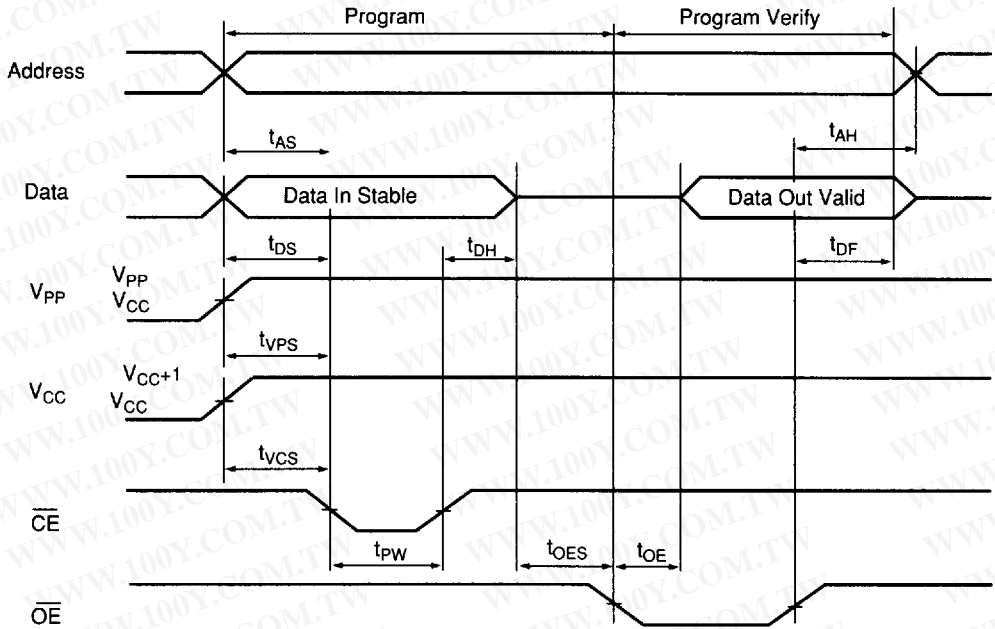 Program
Program Verify
Address
tAS
tAH
Data
Data In Stable
Data Out Valid
tDS
tDH
tDF
VPP
VPP
VCC
tVPS
VCC
VCC+1
VCC
tVCS
CE
tPW
tOES
tOE
OE
WWW.100Y.COM.TW